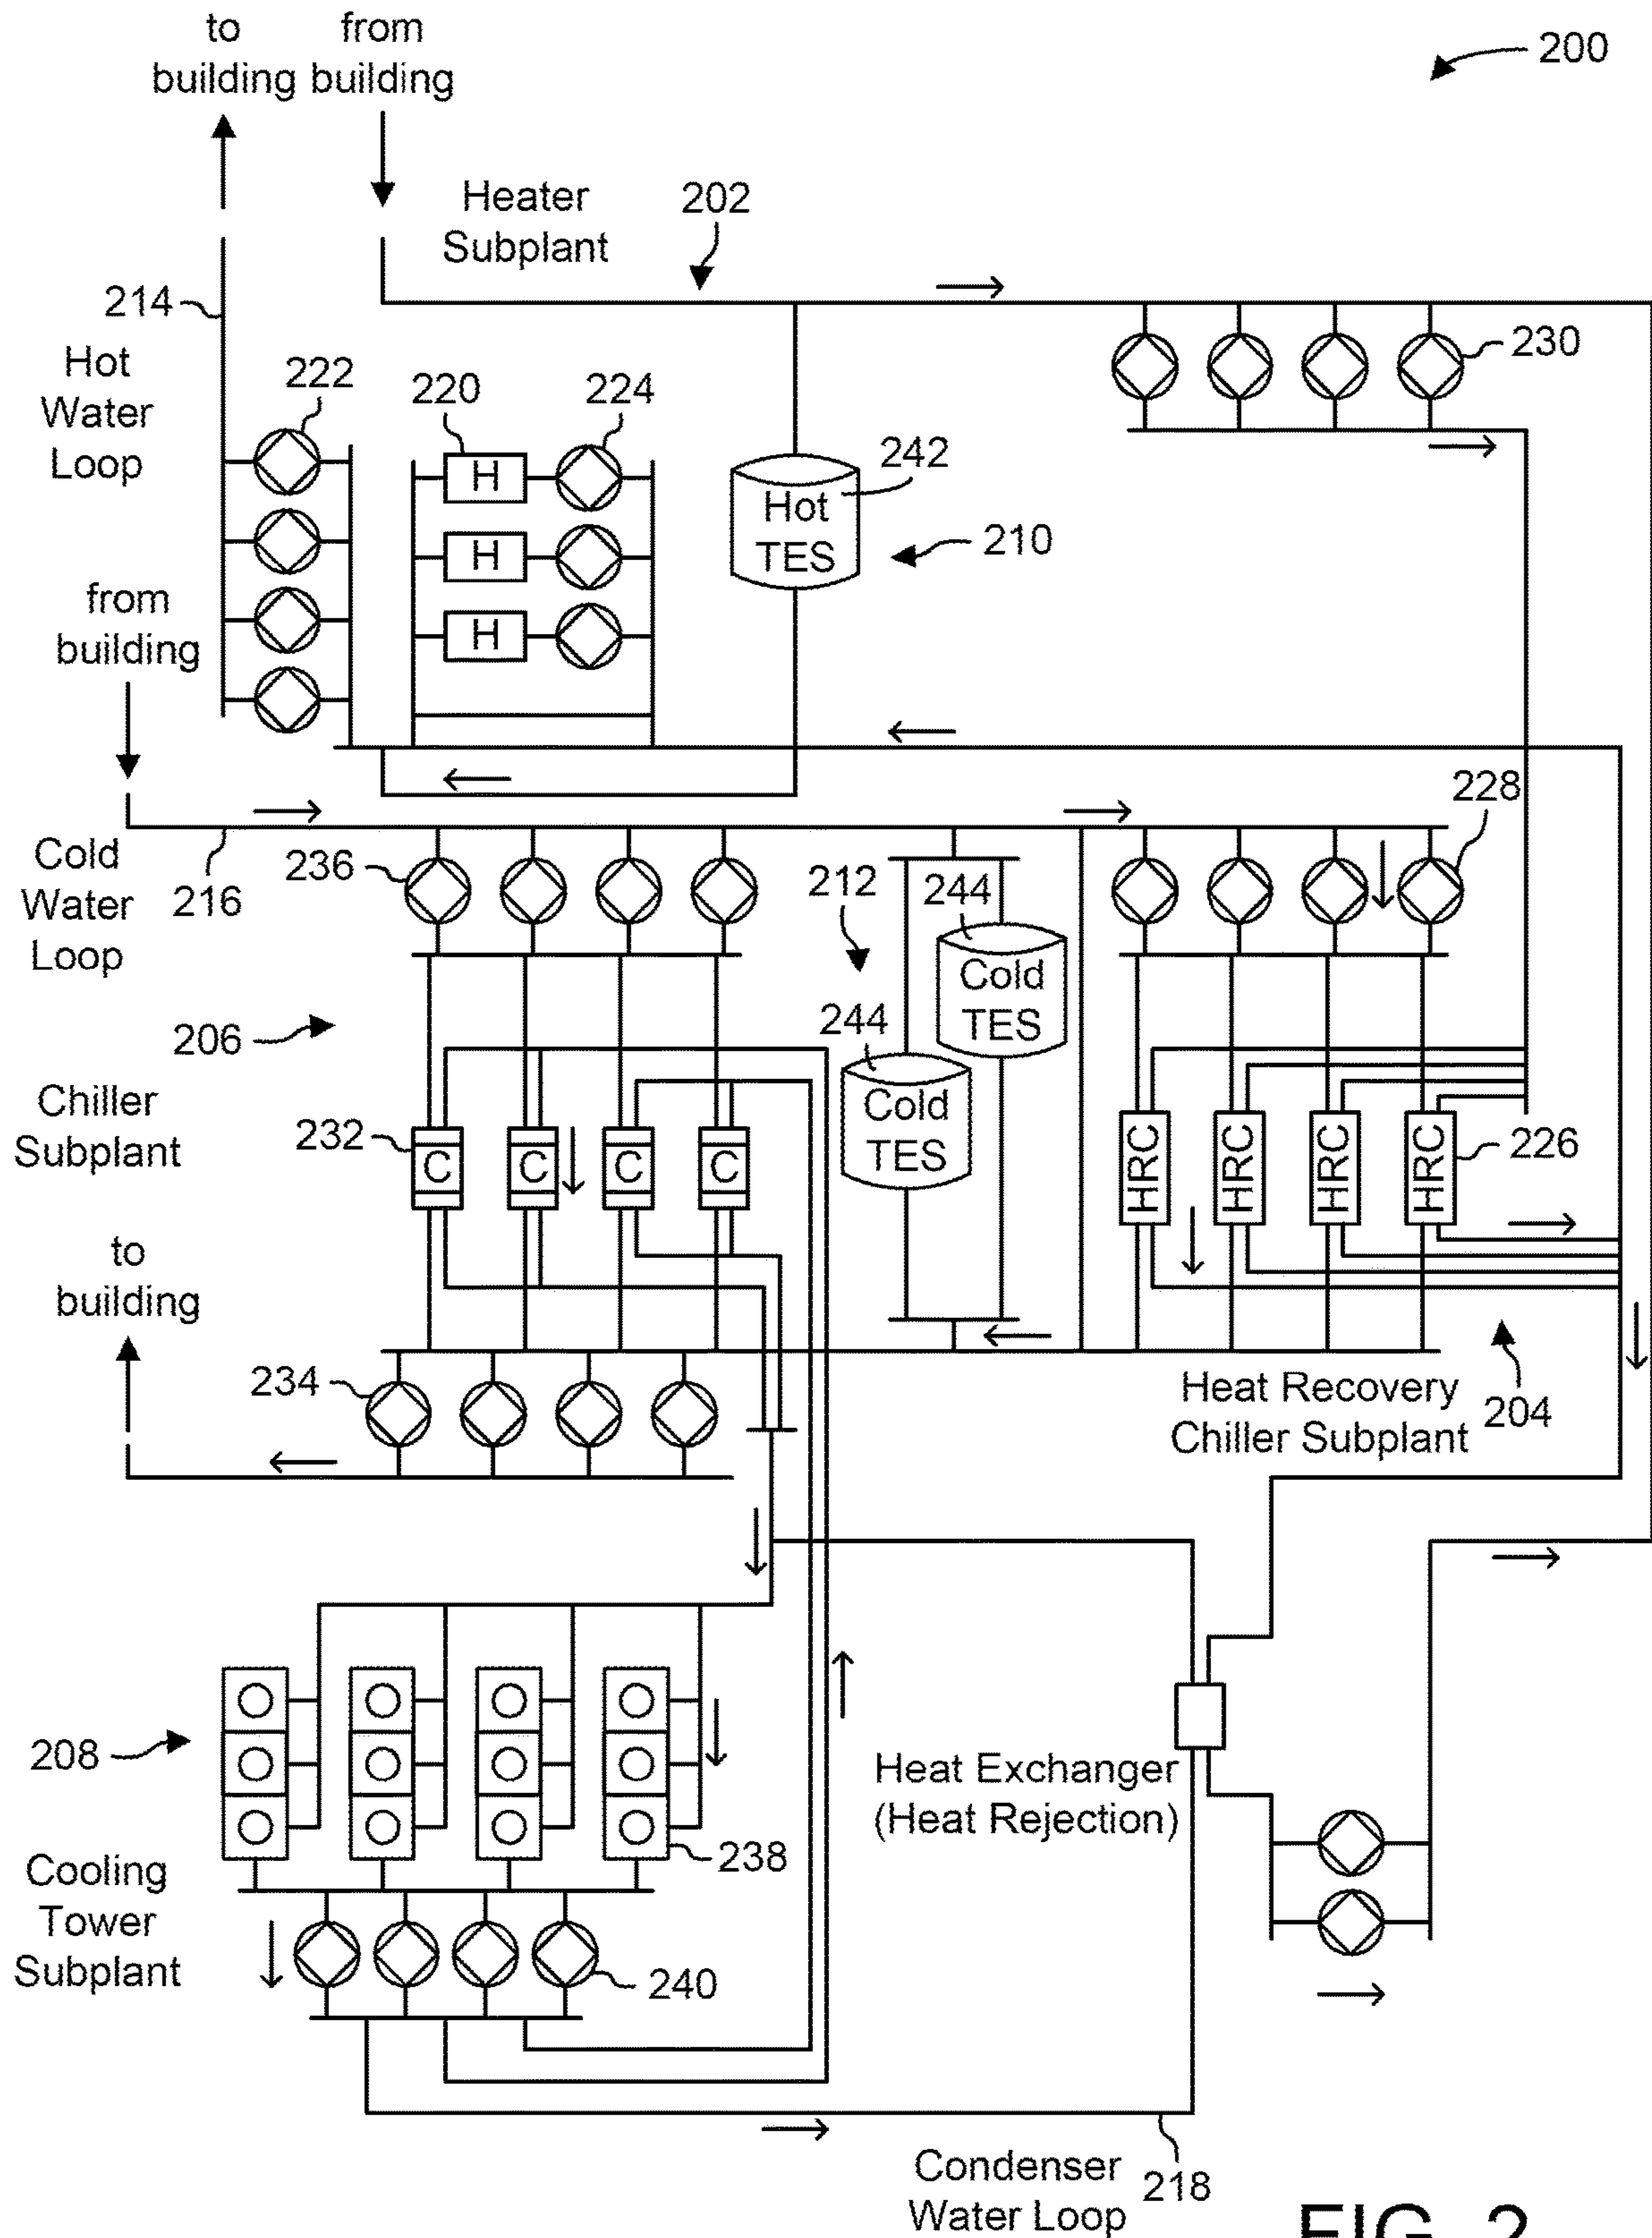 to
building
from
building
200
Heater
Subplant
202
214
Hot
Water
Loop
222
220
224
H
H
H
Hot
TES
242
210
230
from
building
228
Cold
Water
Loop
216
236
212
244
Cold
TES
244
Cold
TES
206
Chiller
Subplant
232
C
C
C
C
HRC
HRC
HRC
HRC
226
to
building
234
Heat Recovery
Chiller Subplant
204
208
238
Heat Exchanger
(Heat Rejection)
Cooling
Tower
Subplant
240
Condenser
Water Loop
218
FIG. 2